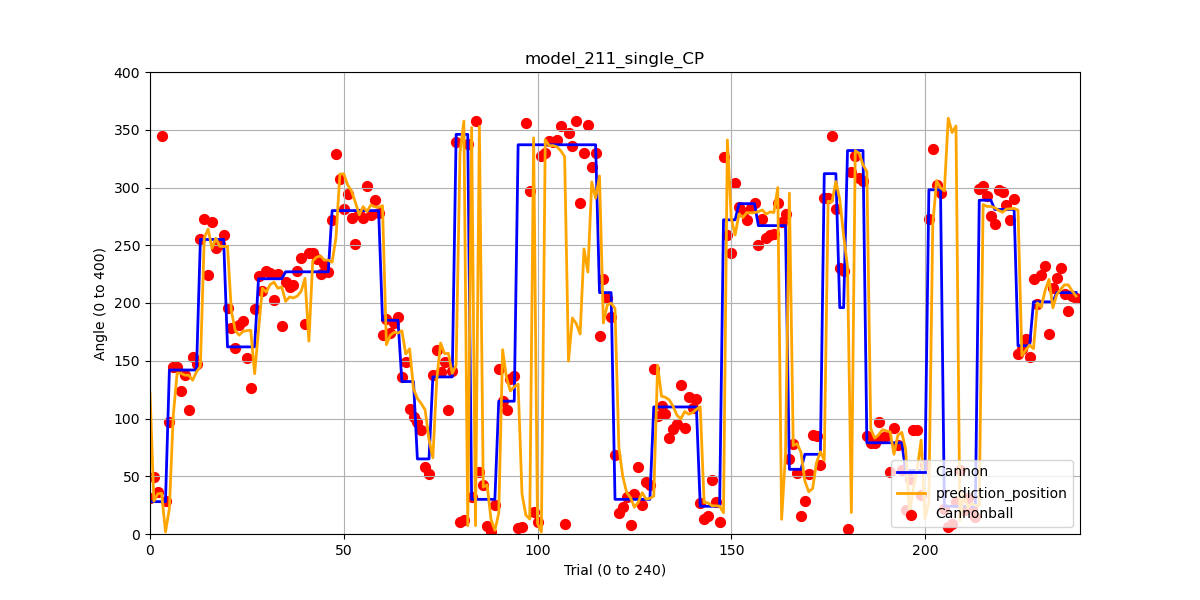 model_211_single_CP
400
350
300
250
200
150
100
50
0
Angle (0 to 400)
0 50 100 150 200
Trial (0 to 240)
Cannon
prediction_position
Cannonball